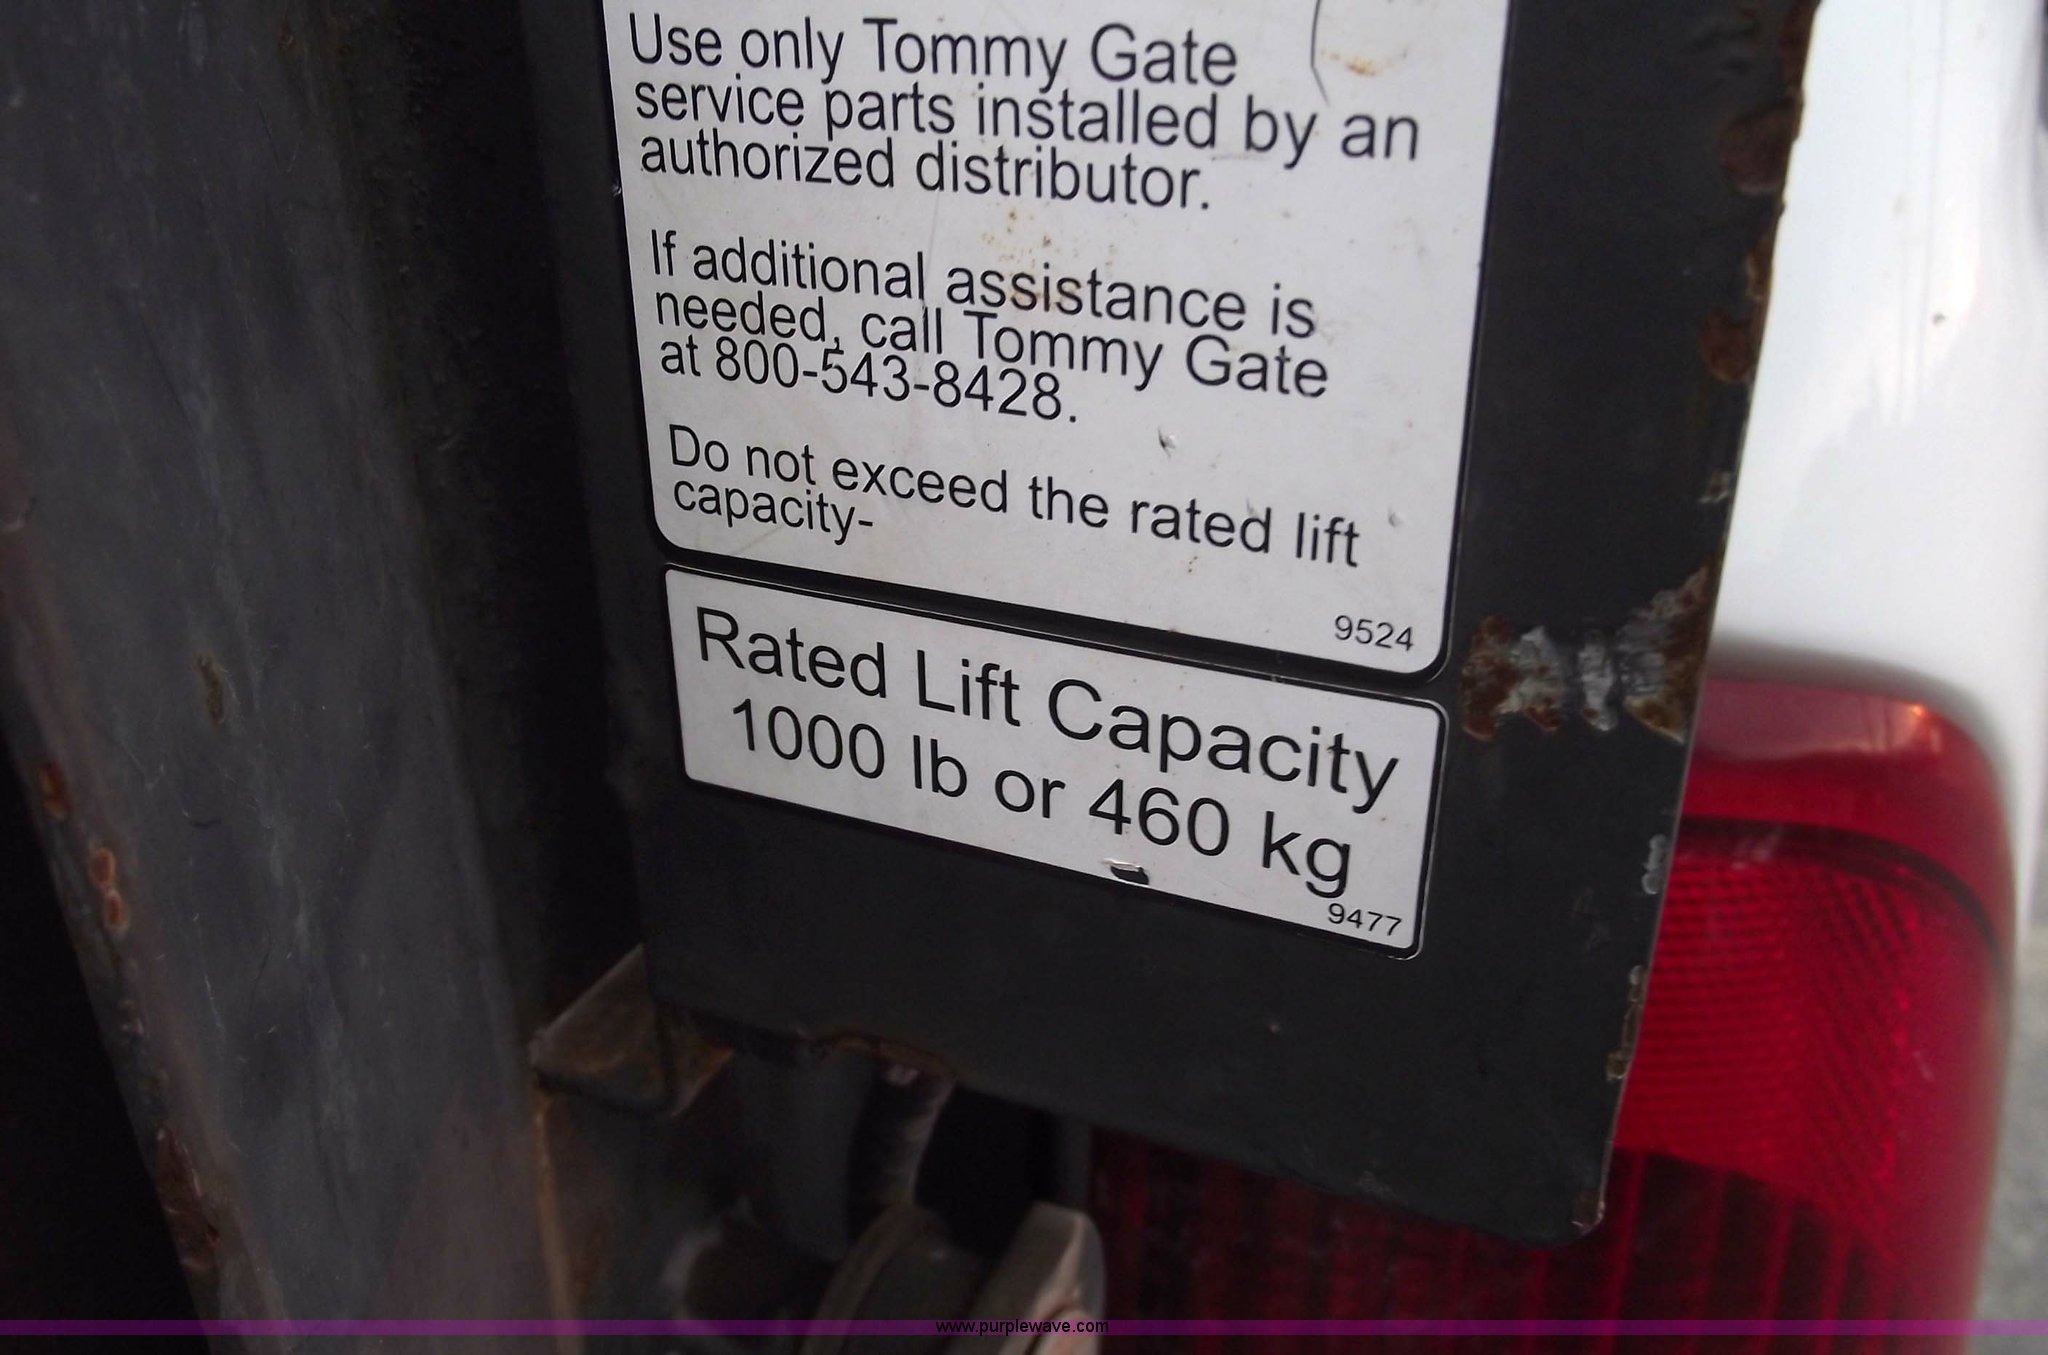 Use only Tommy Gate
service parts installed by an
authorized distributor.
If additional assistance is
needed, call Tommy Gate
at 800-543-8428.
Do not exceed the rated lift
capacity-
9524
Rated Lift Capacity
1000 lb or 460 kg
9477
www.purplewave.com